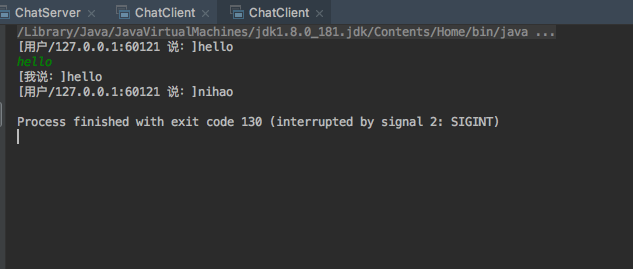 ChatServer × ChatClient × ChatClient ×
/Library/Java/JavaVirtualMachines/jdk1.8.0_181.jdk/Contents/Home/bin/java ...
[用户/127.0.0.1:60121 说：]hello
hello
[我说：]hello
[用户/127.0.0.1:60121 说：]nihao
Process finished with exit code 130 (interrupted by signal 2: SIGINT)